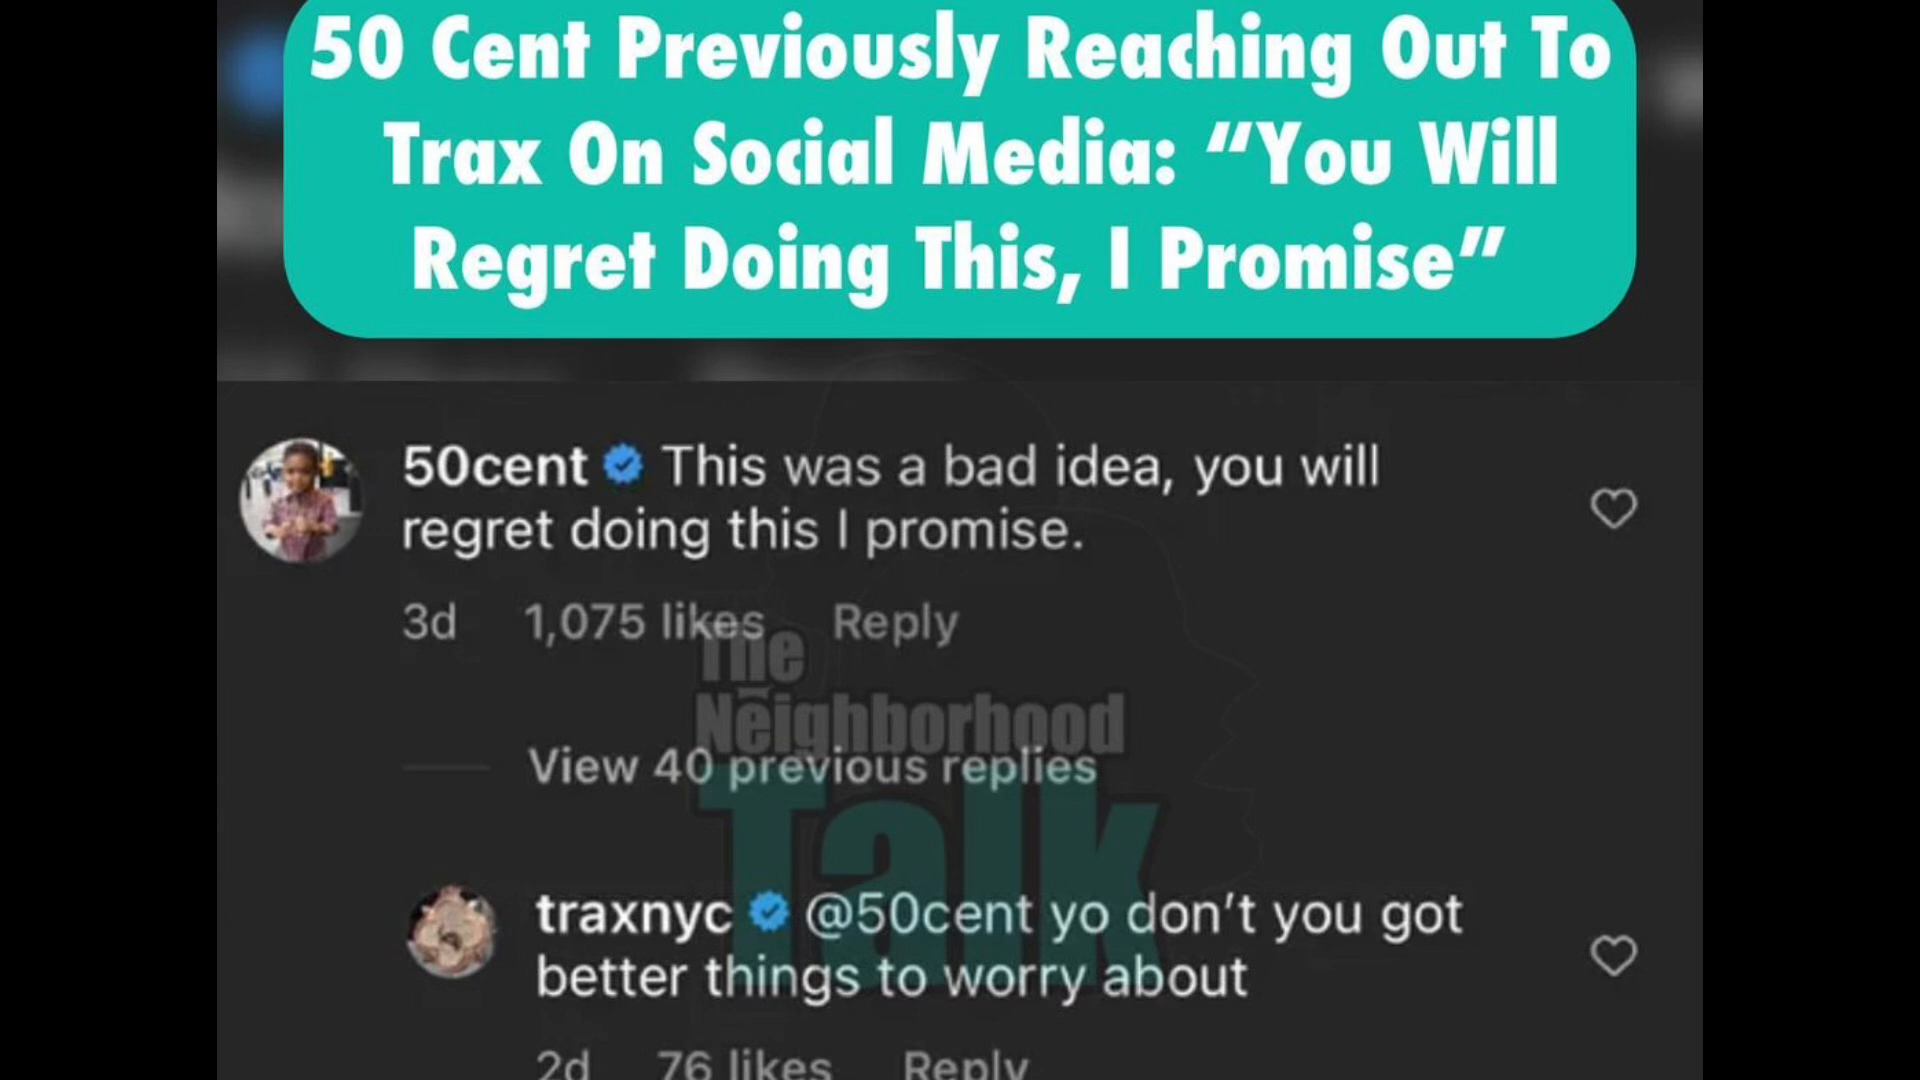 50 Cent Previously Reaching Out To
Trax On Social Media: “You Will
Regret Doing This, I Promise”
50cent This was a bad idea, you will
regret doing this I promise.
3d 1,075 likes Reply
The
Neighborhood
Talk
View 40 previous replies
traxnyc @50cent yo don’t you got
better things to worry about
2d 76 likes Reply